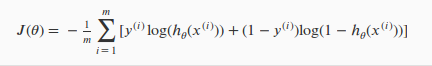 J(θ) = − 1/m ∑_{i=1}^{m} [y^{(i)} log(h_θ(x^{(i)})) + (1 − y^{(i)})log(1 − h_θ(x^{(i)}))]